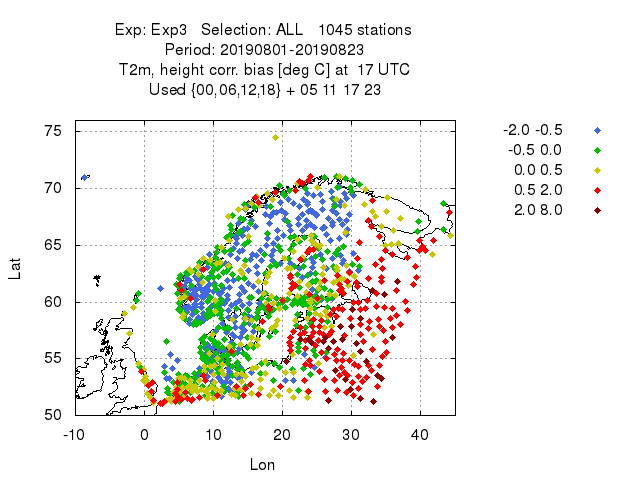 Exp: Exp3 Selection: ALL 1045 stations
Period: 20190801-20190823
T2m, height corr. bias [deg C] at 17 UTC
Used {00,06,12,18} + 05 11 17 23
75
70
65
60
55
50
-10 0 10 20 30 40
Lat
Lon
-2.0 -0.5
-0.5 0.0
0.0 0.5
0.5 2.0
2.0 8.0